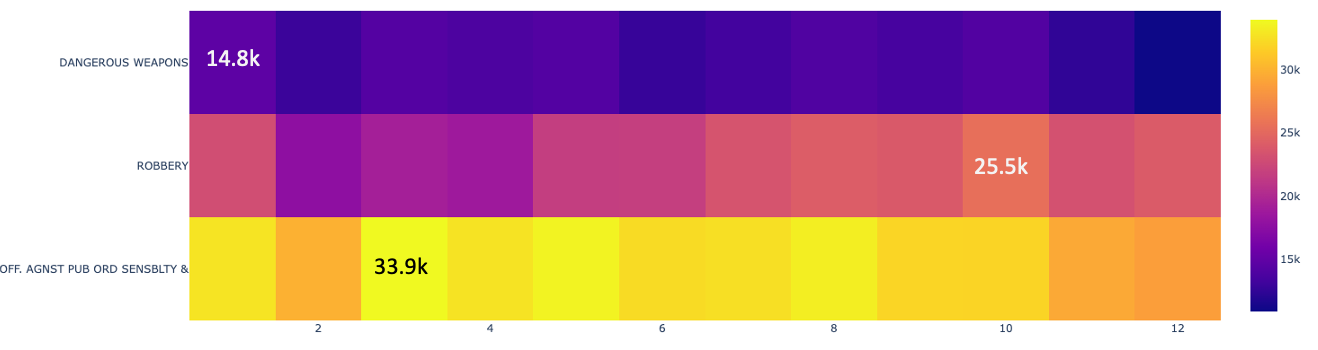 DANGEROUS WEAPONS
14.8k
ROBBERY
25.5k
OFF. AGNST PUB ORD SENSBLTY &
33.9k
2 4 6 8 10 12
30k
25k
20k
15k